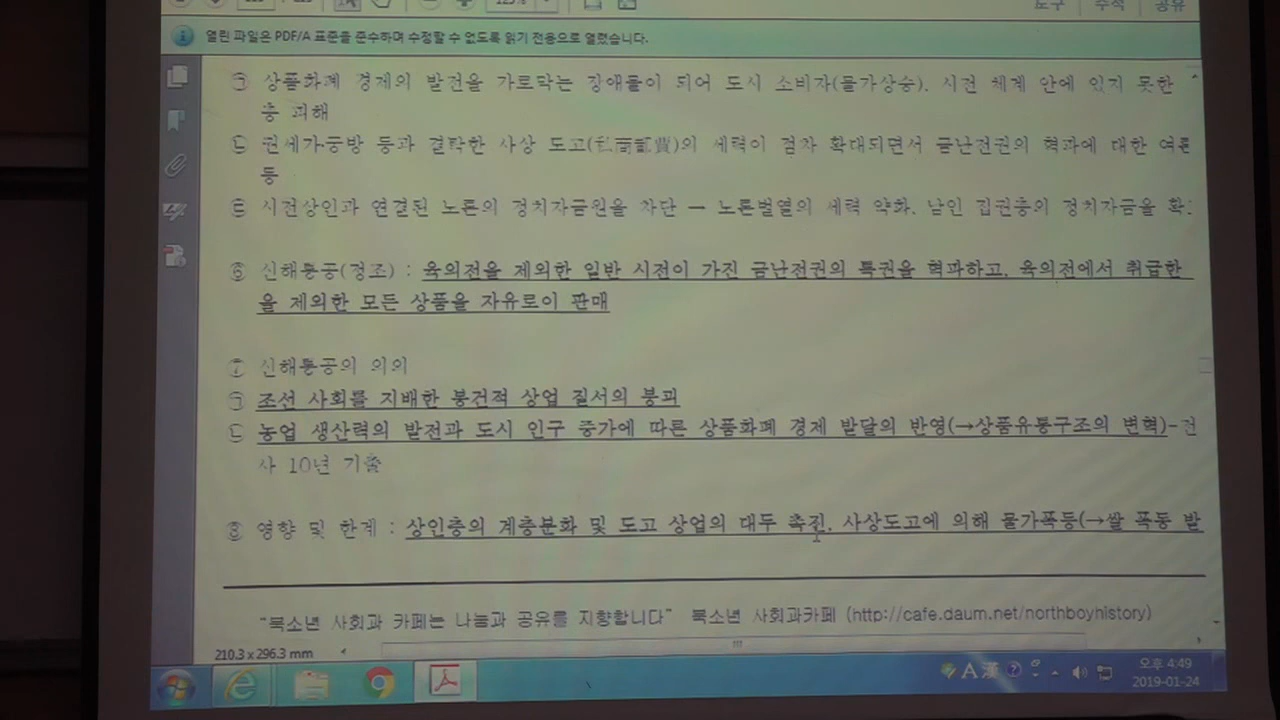 도구 주석 공유
125%
열린 파일은 PDF/A 표준을 준수하며 수정할 수 없도록 읽기 전용으로 열렸습니다.
㉠ 상품화폐 경제의 발전을 가로막는 장애물이 되어 도시 소비자(물가상승), 시전 체계 안에 있지 못한
층 피해
㉡ 권세가·궁방 등과 결탁한 사상 도고(私商都賈)의 세력이 점차 확대되면서 금난전권의 혁파에 대한 여론
등
㉢ 시전상인과 연결된 노론의 정치자금원을 차단 → 노론벌열의 세력 약화, 남인 집권층의 정치자금을 확
⑥ 신해통공(정조) : 육의전을 제외한 일반 시전이 가진 금난전권의 특권을 혁파하고, 육의전에서 취급한
을 제외한 모든 상품을 자유로이 판매
⑦ 신해통공의 의의
㉠ 조선 사회를 지배한 봉건적 상업 질서의 붕괴
㉡ 농업 생산력의 발전과 도시 인구 증가에 따른 상품화폐 경제 발달의 반영(→상품유통구조의 변혁)-전
사 10년 기출
⑧ 영향 및 한계 : 상인층의 계층분화 및 도고 상업의 대두 촉진, 사상도고에 의해 물가폭등(→쌀 폭동 발
“북소년 사회과 카페는 나눔과 공유를 지향합니다” 북소년 사회과카페 (http://cafe.daum.net/northboyhistory)
210.3 x 296.3 mm
A 漢
오후 4:49
2019-01-24